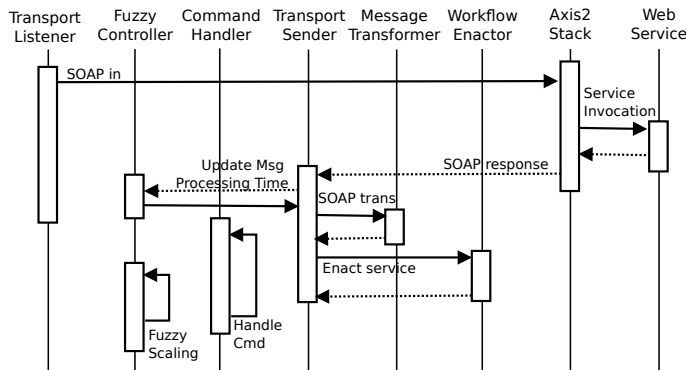 Transport
Listener
Fuzzy
Controller
Command
Handler
Transport
Sender
Message
Transformer
Workflow
Enactor
Axis2
Stack
Web
Service
SOAP in
Service
Invocation
SOAP response
Update Msg
Processing Time
SOAP trans
Enact service
Handle
Cmd
Fuzzy
Scaling